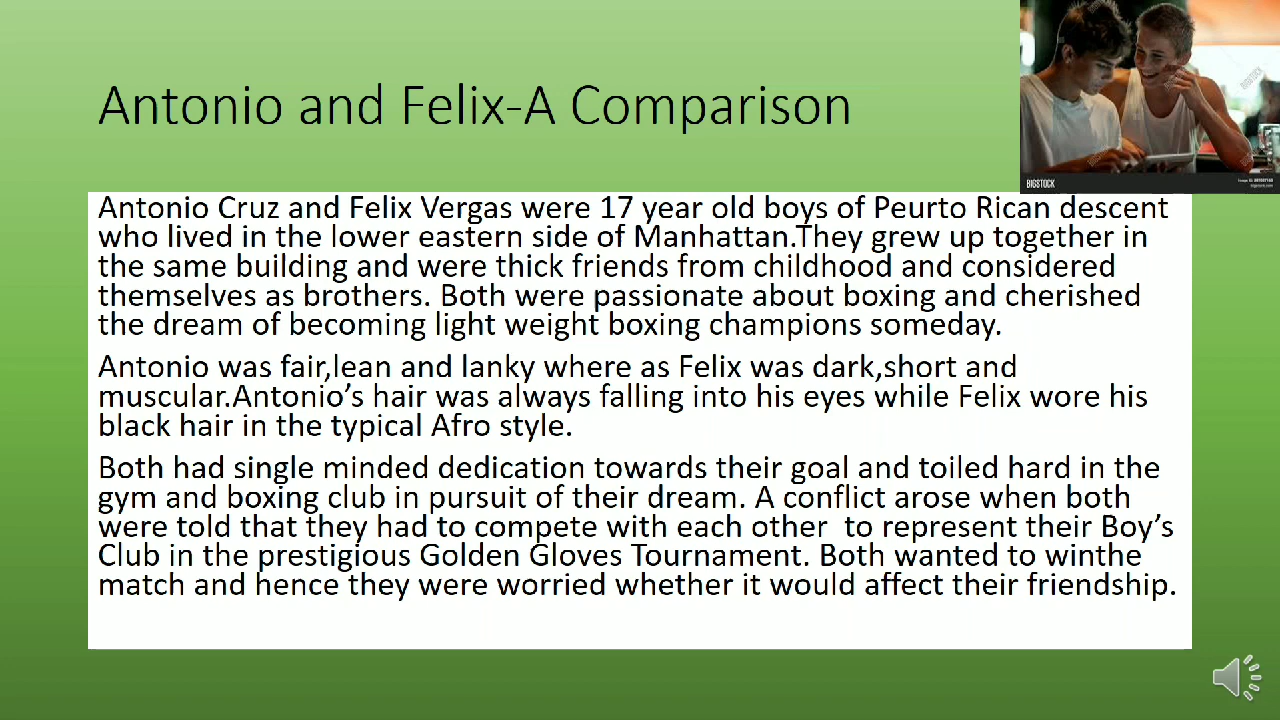 Antonio and Felix-A Comparison
BIGSTOCK
Antonio Cruz and Felix Vergas were 17 year old boys of Peurto Rican descent
who lived in the lower eastern side of Manhattan.They grew up together in
the same building and were thick friends from childhood and considered
themselves as brothers. Both were passionate about boxing and cherished
the dream of becoming light weight boxing champions someday.
Antonio was fair,lean and lanky where as Felix was dark,short and
muscular.Antonio’s hair was always falling into his eyes while Felix wore his
black hair in the typical Afro style.
Both had single minded dedication towards their goal and toiled hard in the
gym and boxing club in pursuit of their dream. A conflict arose when both
were told that they had to compete with each other  to represent their Boy’s
Club in the prestigious Golden Gloves Tournament. Both wanted to winthe
match and hence they were worried whether it would affect their friendship.